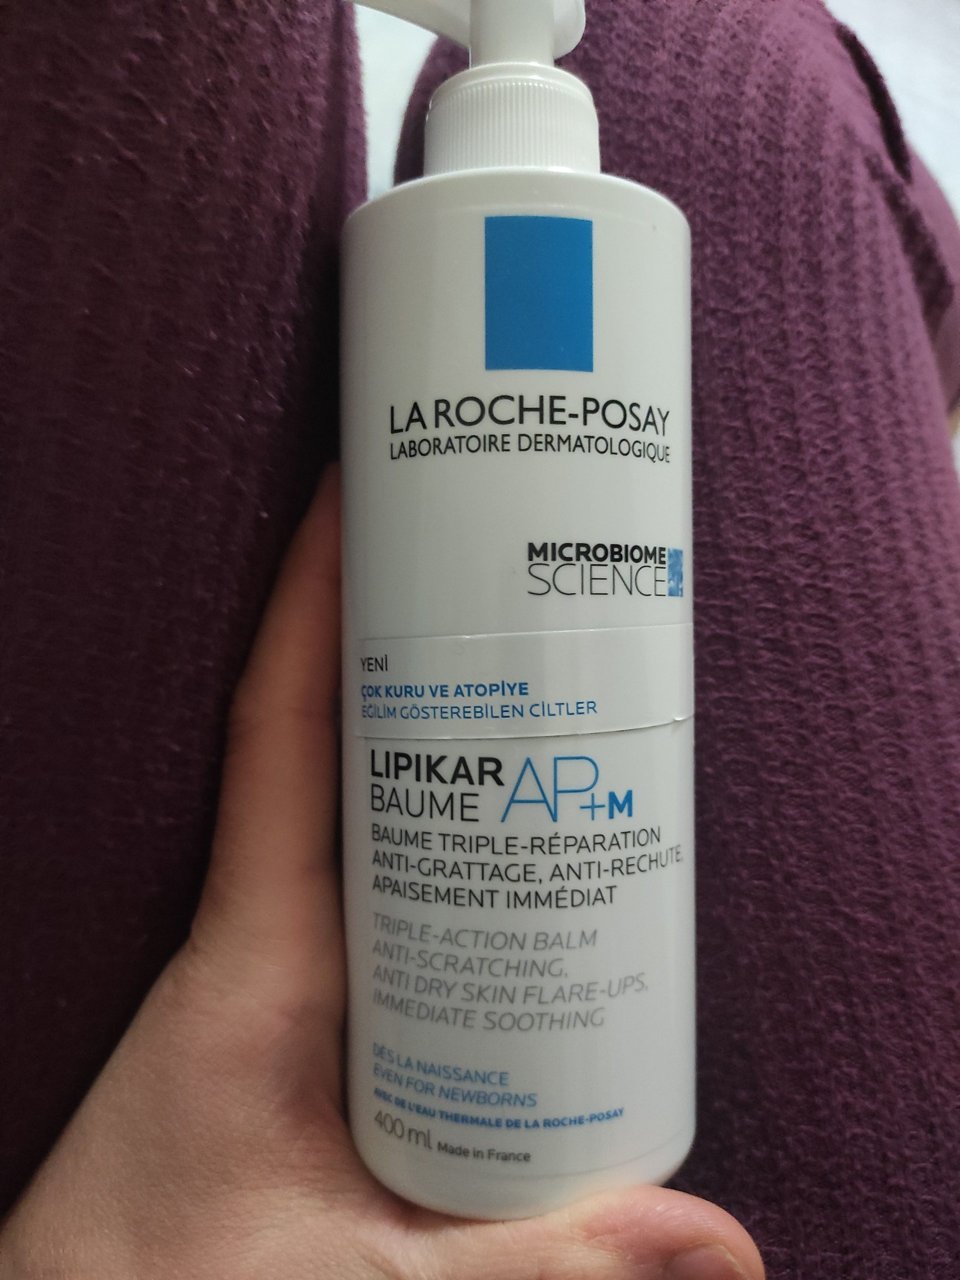 LA ROCHE-POSAY
LABORATOIRE DERMATOLOGIQUE
MICROBIOME
SCIENCE
YENİ
ÇOK KURU VE ATOPİYE
EĞİLİM GÖSTEREBİLEN CİLTLER
LIPIKAR
BAUME AP+M
BAUME TRIPLE-RÉPARATION
ANTI-GRATTAGE, ANTI-RECHUTE,
APAISEMENT IMMÉDIAT
TRIPLE-ACTION BALM
ANTI-SCRATCHING,
ANTI DRY SKIN FLARE-UPS,
IMMEDIATE SOOTHING
DÈS LA NAISSANCE
EVEN FOR NEWBORNS
AVEC DE L'EAU THERMALE DE LA ROCHE-POSAY
400 ml Made in France